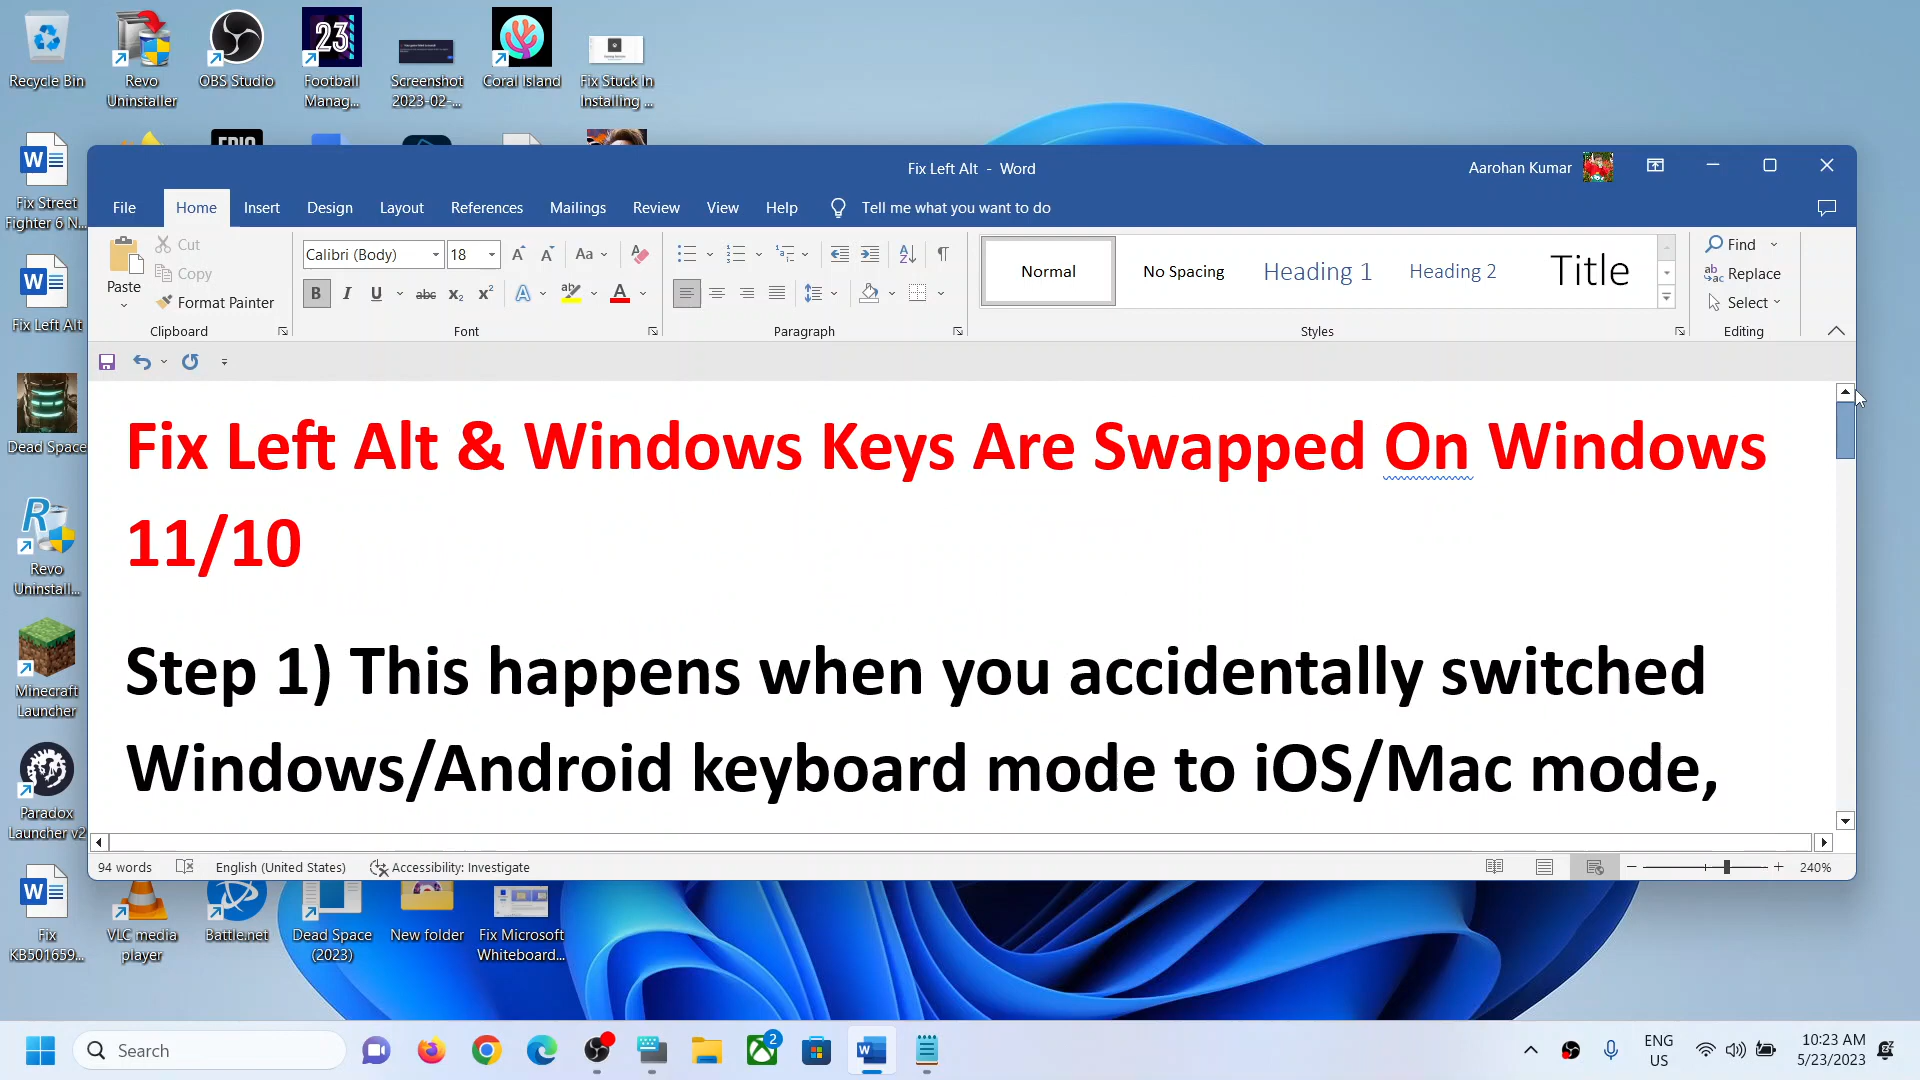 Recycle Bin
Revo
Uninstaller
OBS Studio
23
Football
Manag...
Screenshot
2023-02-...
Coral Island
Fix Stuck In
Installing ...
Fix Street
Fighter 6 N...
Fix Left Alt
Dead Space
Revo
Uninstall...
Minecraft
Launcher
Paradox
Launcher v2
Fix
KB501659...
VLC media
player
Battle.net
Dead Space
(2023)
New folder
Fix Microsoft
Whiteboard...
Fix Left Alt - Word
Aarohan Kumar
File
Home
Insert
Design
Layout
References
Mailings
Review
View
Help
Tell me what you want to do
Paste
Cut
Copy
Format Painter
Clipboard
Calibri (Body)
18
Font
Paragraph
Normal
No Spacing
Heading 1
Heading 2
Title
Styles
Find
Replace
Select
Editing
Fix Left Alt & Windows Keys Are Swapped On Windows
11/10
Step 1) This happens when you accidentally switched
Windows/Android keyboard mode to iOS/Mac mode,
94 words
English (United States)
Accessibility: Investigate
240%
Search
2
ENG
US
10:23 AM
5/23/2023